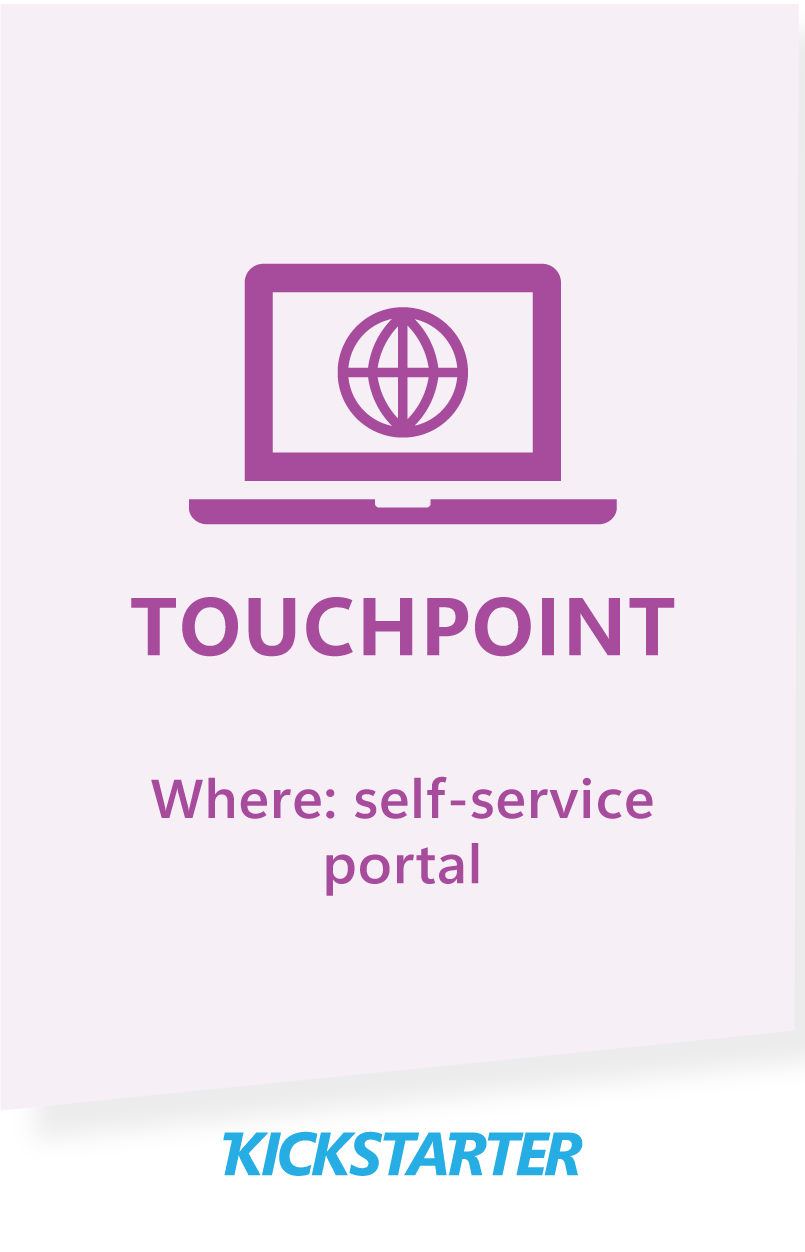 TOUCHPOINT
Where: self-service
portal
KICKSTARTER